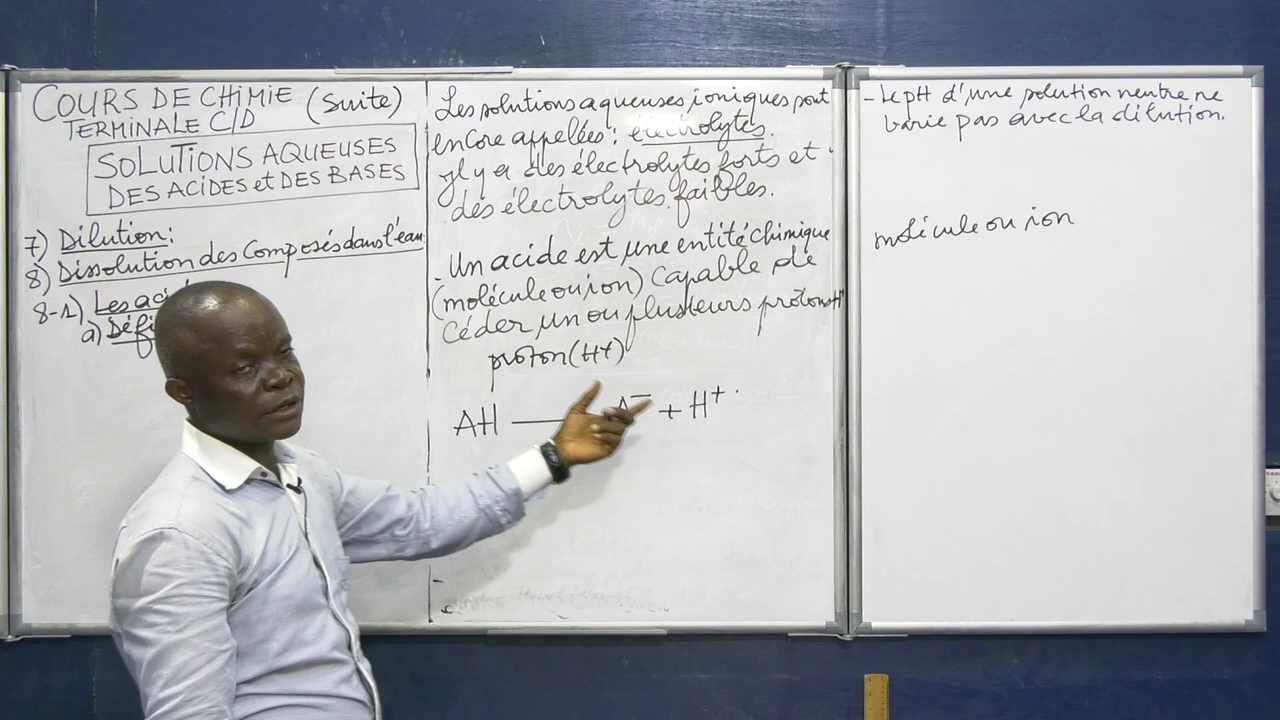 COURS DE CHIMIE (Suite)
TERMINALE C/D
SOLUTIONS AQUEUSES
DES ACIDES et DES BASES
7) Dilution:
8) Dissolution des Composés dans l'eau
8-1) Les aci
a) Défi
Les solutions aqueuses ioniques sont
encore appelées: électrolytes.
Il y a des électrolytes forts et
des électrolytes faibles.
- Un acide est une entité chimique
(molécule ou ion) Capable de
Céder un ou plusieurs protons H
proton (H+)
AH — A⁻ + H⁺
- Le pH d'une solution neutre ne
varie pas avec la dilution.
molécule ou ion